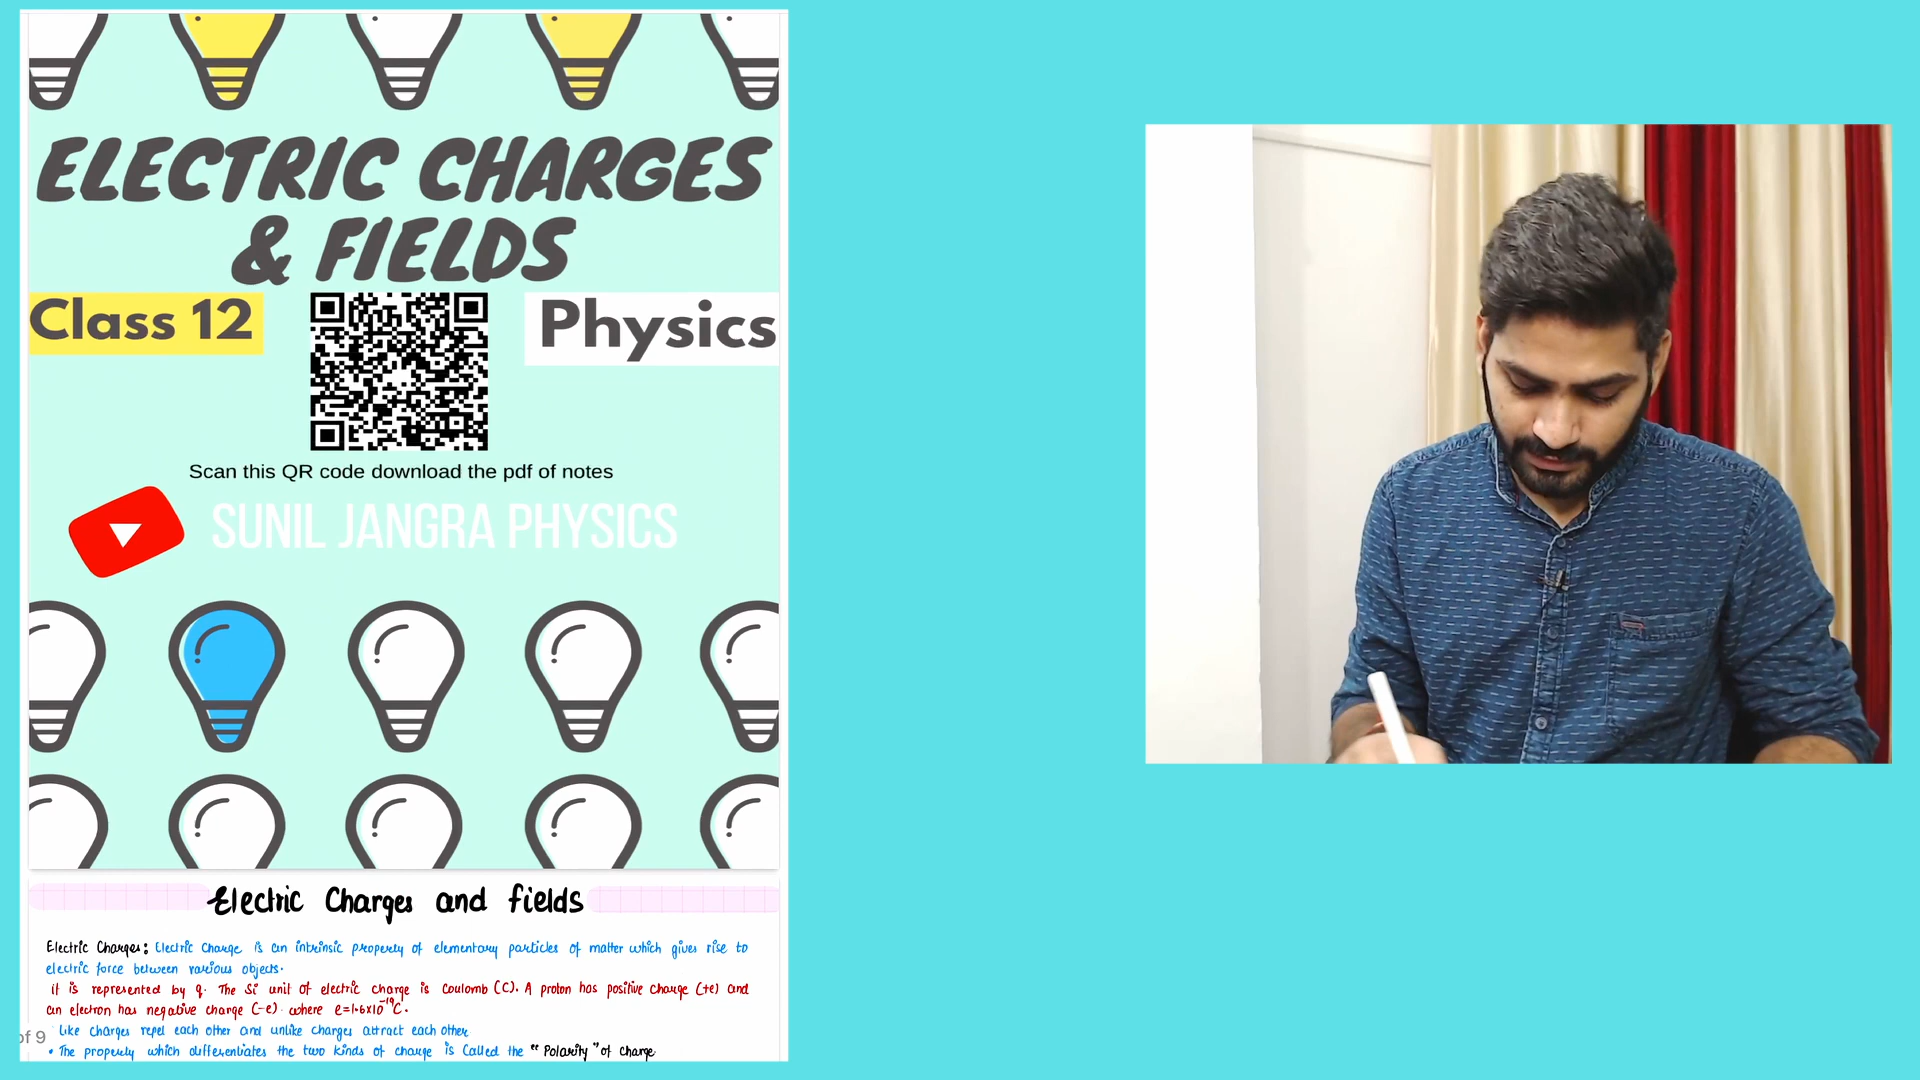 ELECTRIC CHARGES
& FIELDS
Class 12
Physics
Scan this QR code download the pdf of notes
SUNIL JANGRA PHYSICS
Electric Charges and fields
Electric Charges: Electric Charge is an intrinsic property of elementary particles of matter which gives rise to
electric force between various objects.
it is represented by q. The Si unit of electric charge is Coulomb (C). A proton has positive charge (+e) and
an electron has negative charge (-e). where e=1.6x10⁻¹⁹C.
Like charges repel each other and unlike charges attract each other
of 9
• The property which differentiates the two kinds of charge is Called the "Polarity" of charge